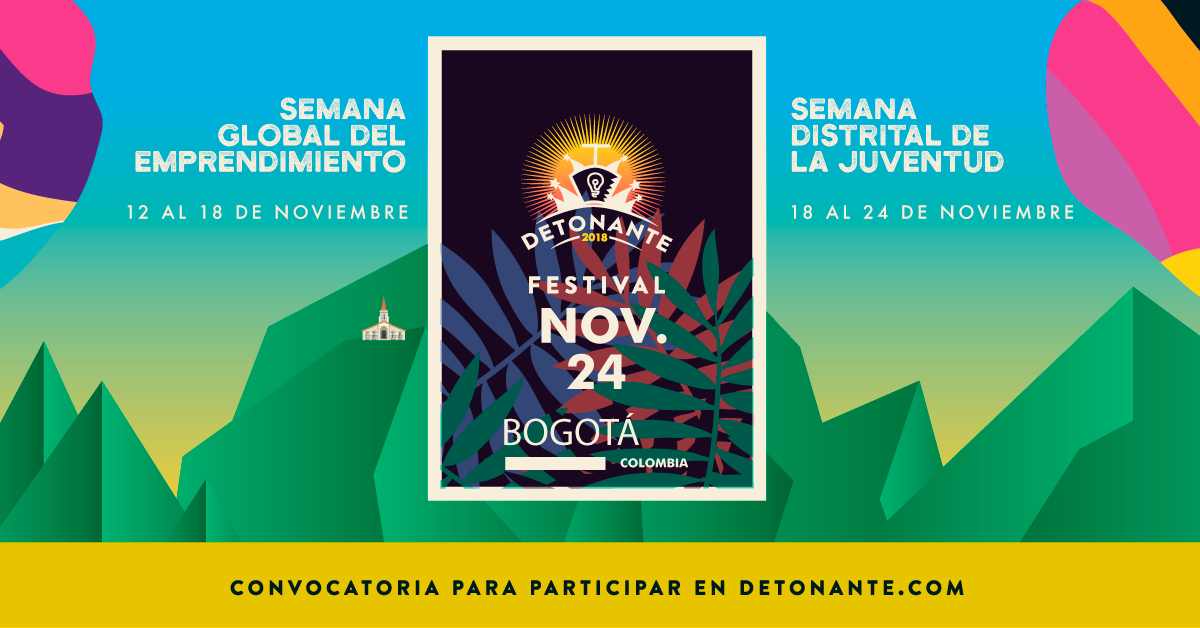 SEMANA
GLOBAL DEL
EMPRENDIMIENTO
12 AL 18 DE NOVIEMBRE
DETONANTE
2018
FESTIVAL
NOV.
24
BOGOTÁ
COLOMBIA
SEMANA
DISTRITAL DE
LA JUVENTUD
18 AL 24 DE NOVIEMBRE
CONVOCATORIA PARA PARTICIPAR EN DETONANTE.COM